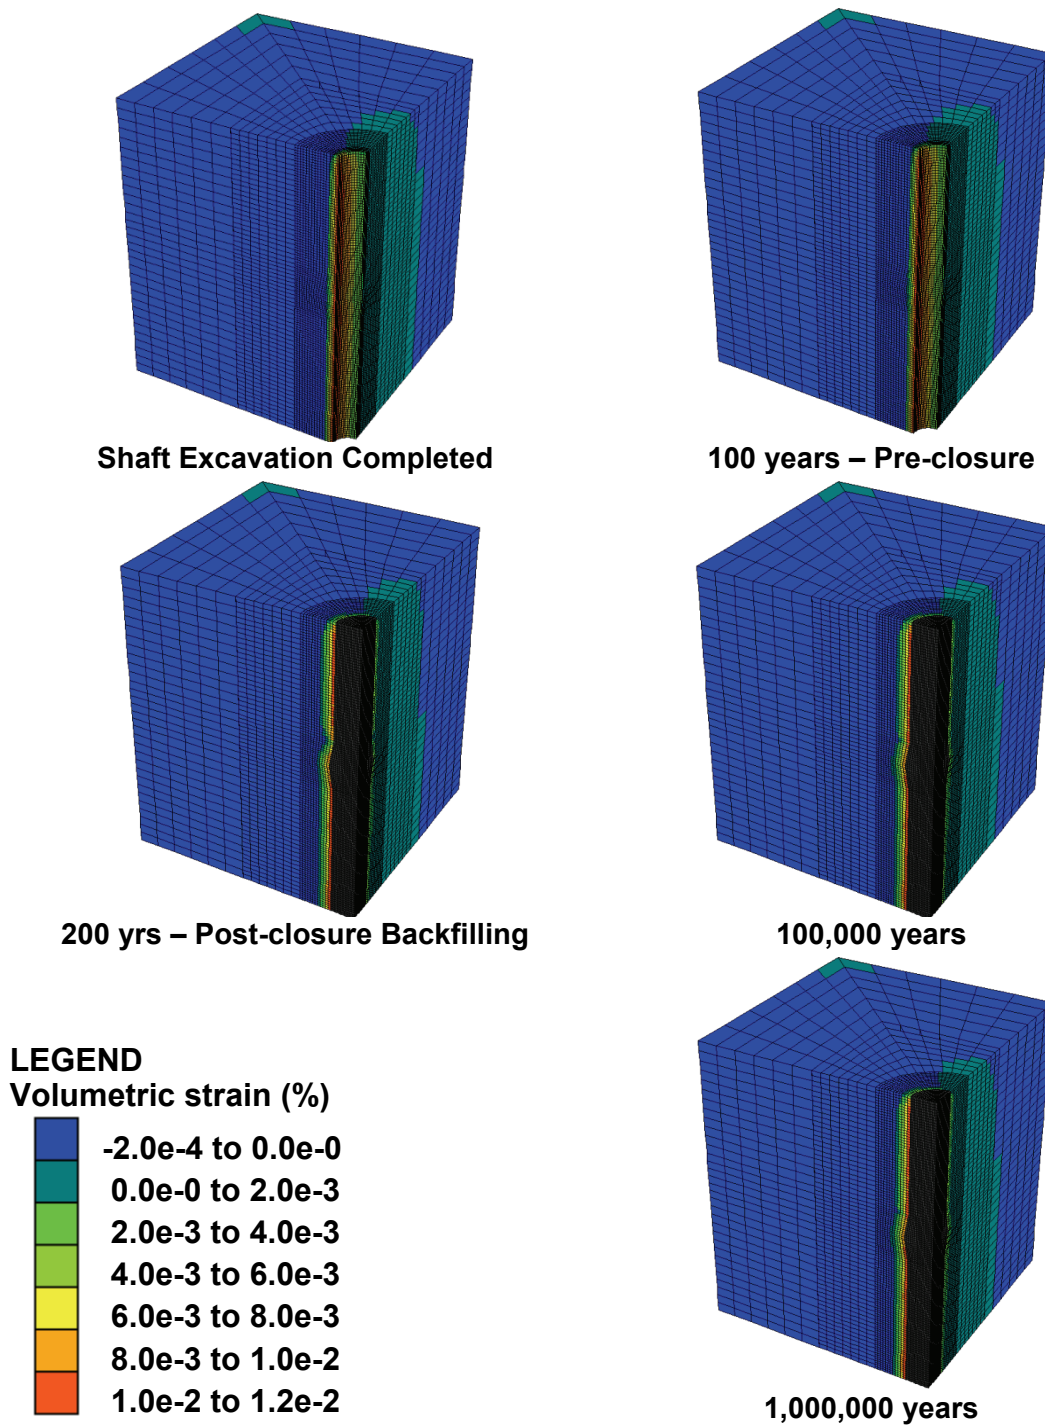 Shaft Excavation Completed
100 years – Pre-closure
200 yrs – Post-closure Backfilling
100,000 years
LEGEND
Volumetric strain (%)
-2.0e-4 to 0.0e-0
0.0e-0 to 2.0e-3
2.0e-3 to 4.0e-3
4.0e-3 to 6.0e-3
6.0e-3 to 8.0e-3
8.0e-3 to 1.0e-2
1.0e-2 to 1.2e-2
1,000,000 years